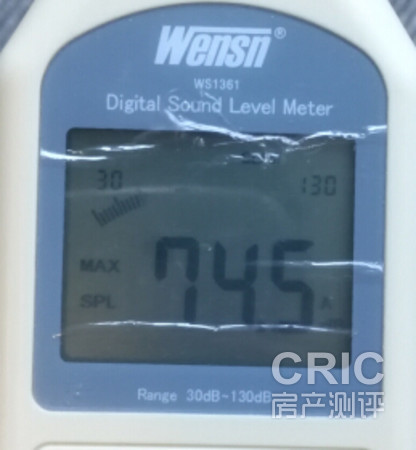 Wensn®
WS1361
Digital Sound Level Meter
30 130
MAX
SPL 74.5 A
CRIC
Range 30dB~130dB
房产测评